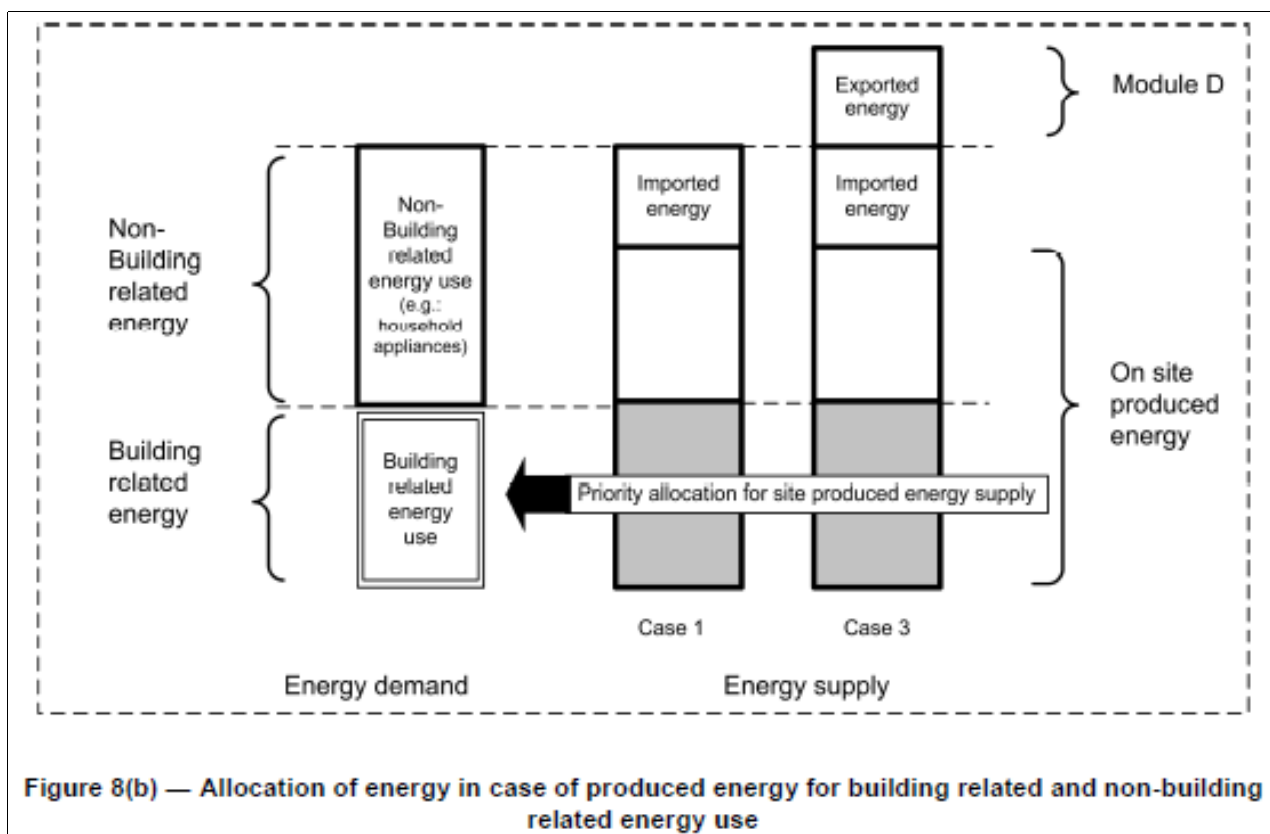 Exported
energy
Module D
Imported
energy
Imported
energy
Non-
Building
related
energy
Non-
Building
related
energy use
(e.g.:
household
appliances)
On site
produced
energy
Building
related
energy
Building
related
energy
use
Priority allocation for site produced energy supply
Case 1
Case 3
Energy demand
Energy supply
Figure 8(b) — Allocation of energy in case of produced energy for building related and non-building
related energy use